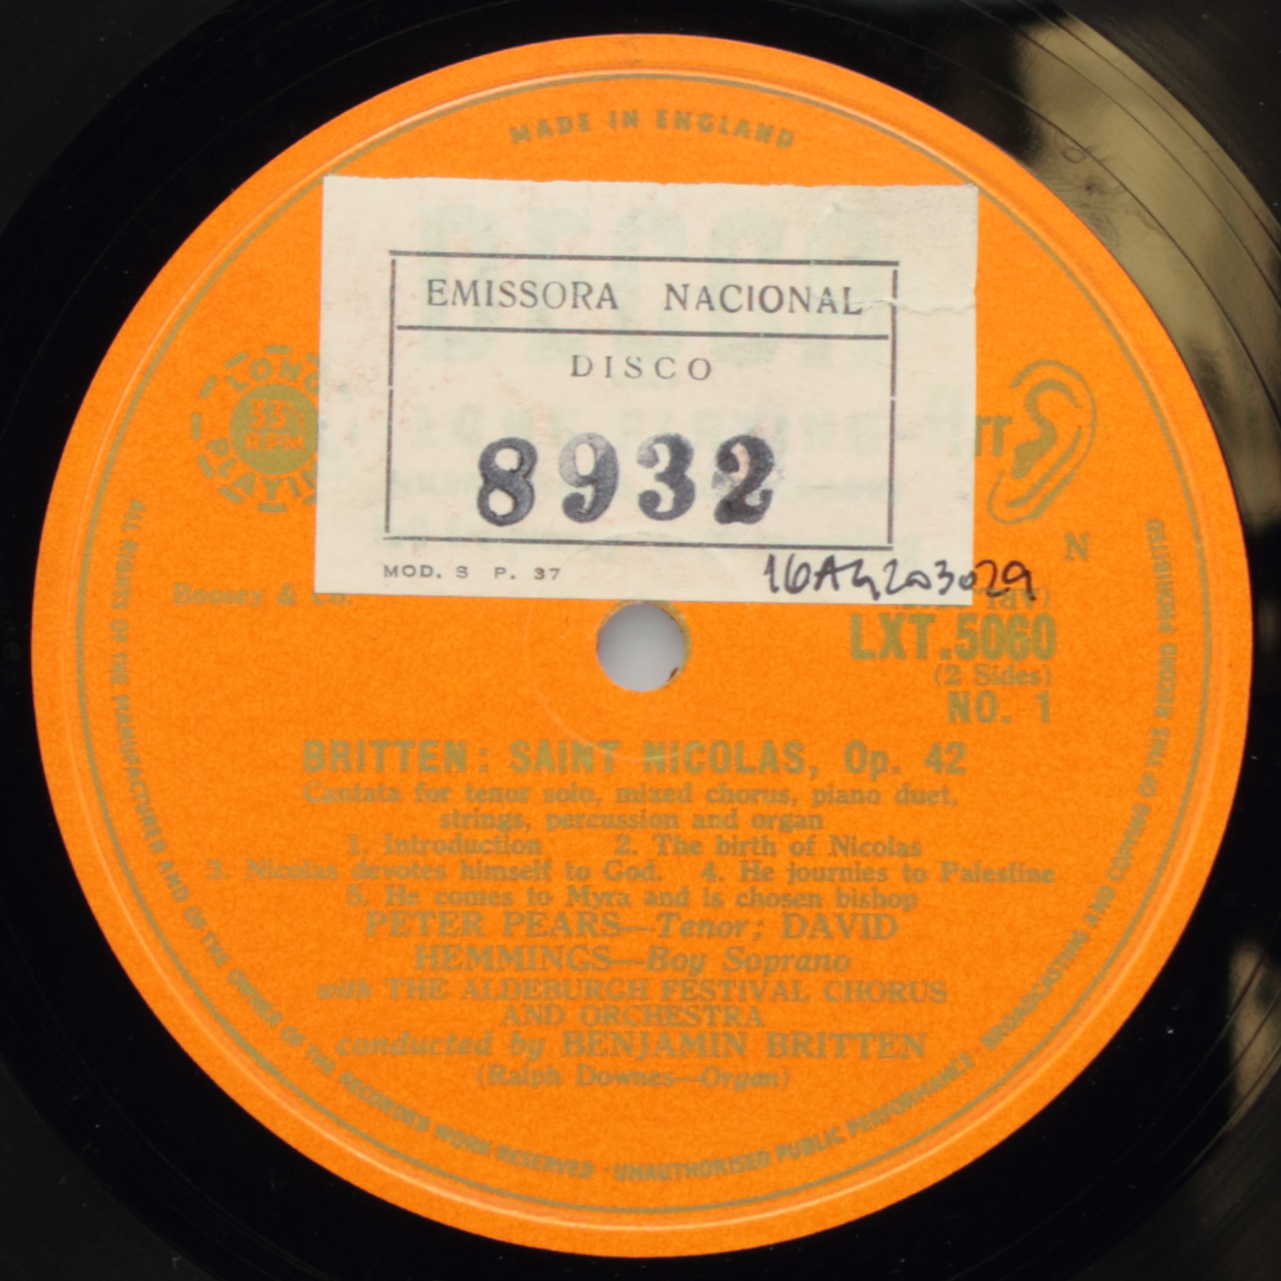 MADE IN ENGLAND
EMISSORA NACIONAL
DISCO
8932
MOD. S P. 37
LONG
33⅓
RPM
PLAYING
Boosey & Co.
N
LXT.5060
(2 Sides)
NO. 1
BRITTEN: SAINT NICOLAS, Op. 42
Cantata for tenor solo, mixed chorus, piano duet,
strings, percussion and organ
1. Introduction 2. The birth of Nicolas
3. Nicolas devotes himself to God. 4. He journies to Palestine
5. He comes to Myra and is chosen bishop
PETER PEARS—Tenor; DAVID
HEMMINGS—Boy Soprano
with THE ALDEBURGH FESTIVAL CHORUS
AND ORCHESTRA
conducted by BENJAMIN BRITTEN
(Ralph Downes—Organ)
ALL RIGHTS OF THE MANUFACTURER AND OF THE OWNER OF THE RECORDED WORK RESERVED · UNAUTHORISED PUBLIC PERFORMANCE · BROADCASTING AND COPYING OF THIS RECORD PROHIBITED